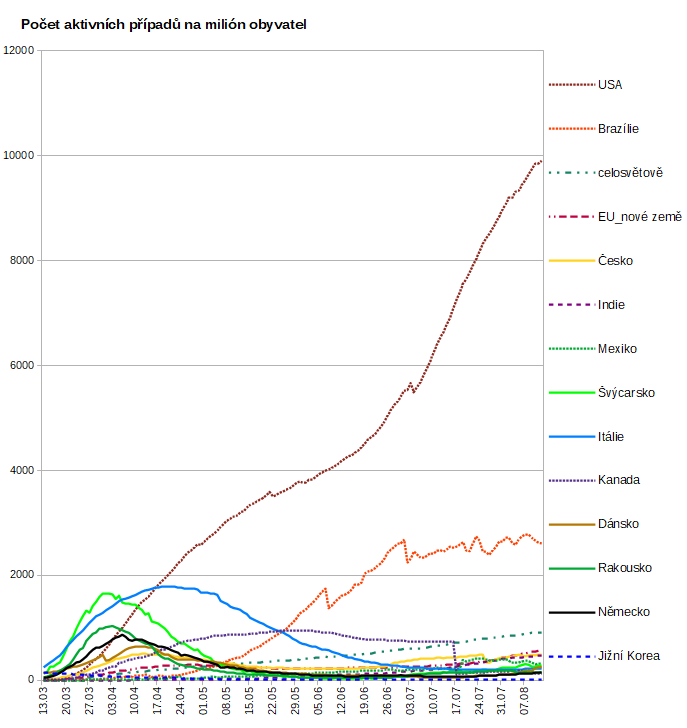 Počet aktivních případů na milión obyvatel
12000
10000
8000
6000
4000
2000
0
USA
Brazílie
celosvětově
EU_nové země
Česko
Indie
Mexiko
Švýcarsko
Itálie
Kanada
Dánsko
Rakousko
Německo
Jižní Korea
13.03
20.03
27.03
03.04
10.04
17.04
24.04
01.05
08.05
15.05
22.05
29.05
05.06
12.06
19.06
26.06
03.07
10.07
17.07
24.07
31.07
07.08